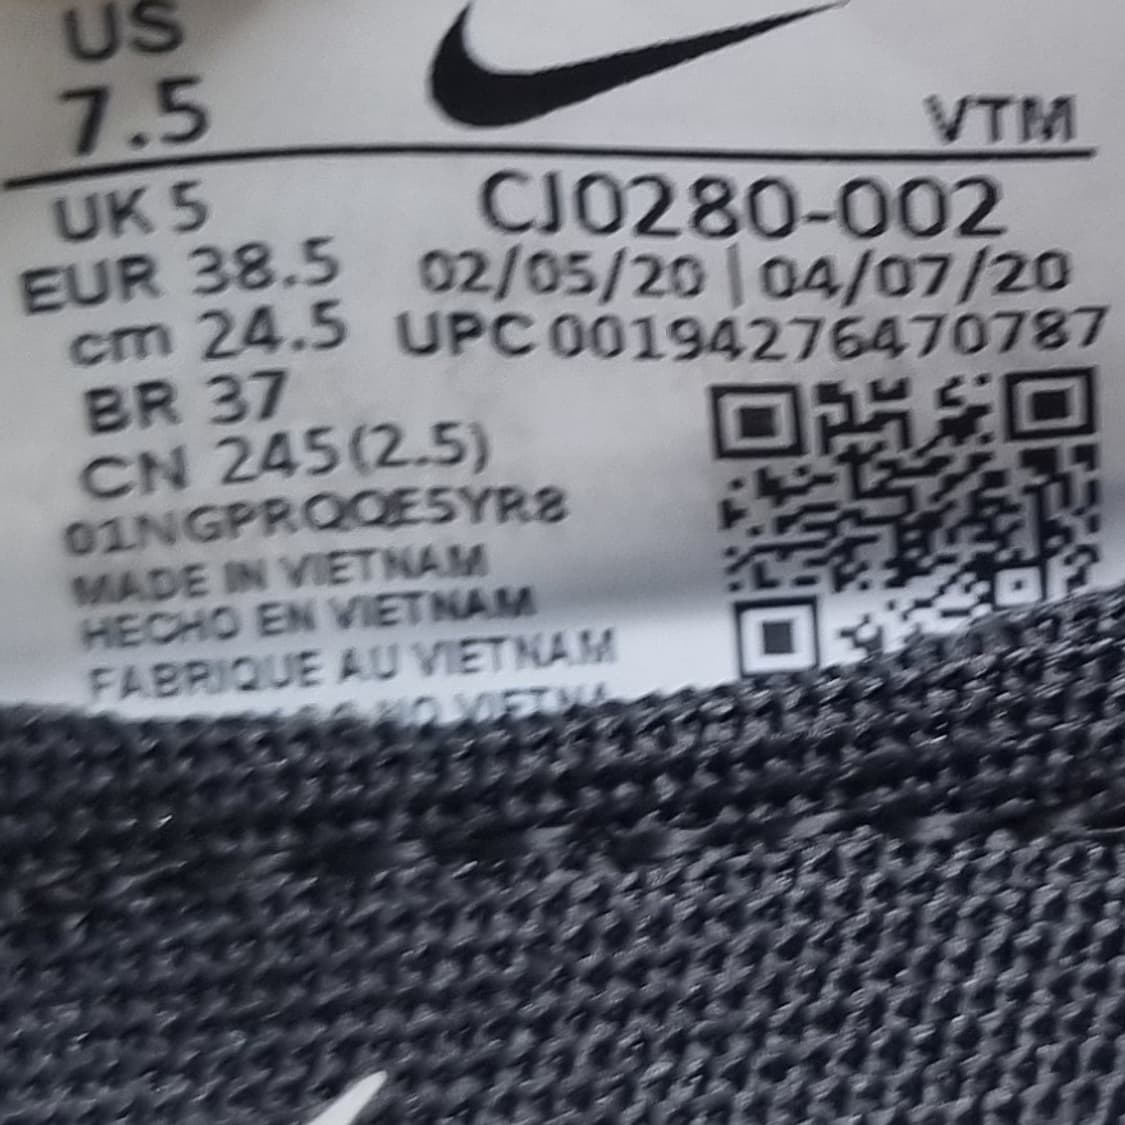 US
7.5
VTM
UK 5
CJ0280-002
EUR 38.5
02/05/20 | 04/07/20
cm 24.5
UPC 00194276470787
BR 37
CN 245(2.5)
01NGPRQQE5YR8
MADE IN VIETNAM
HECHO EN VIETNAM
FABRIQUE AU VIETNAM
NO VIETNA